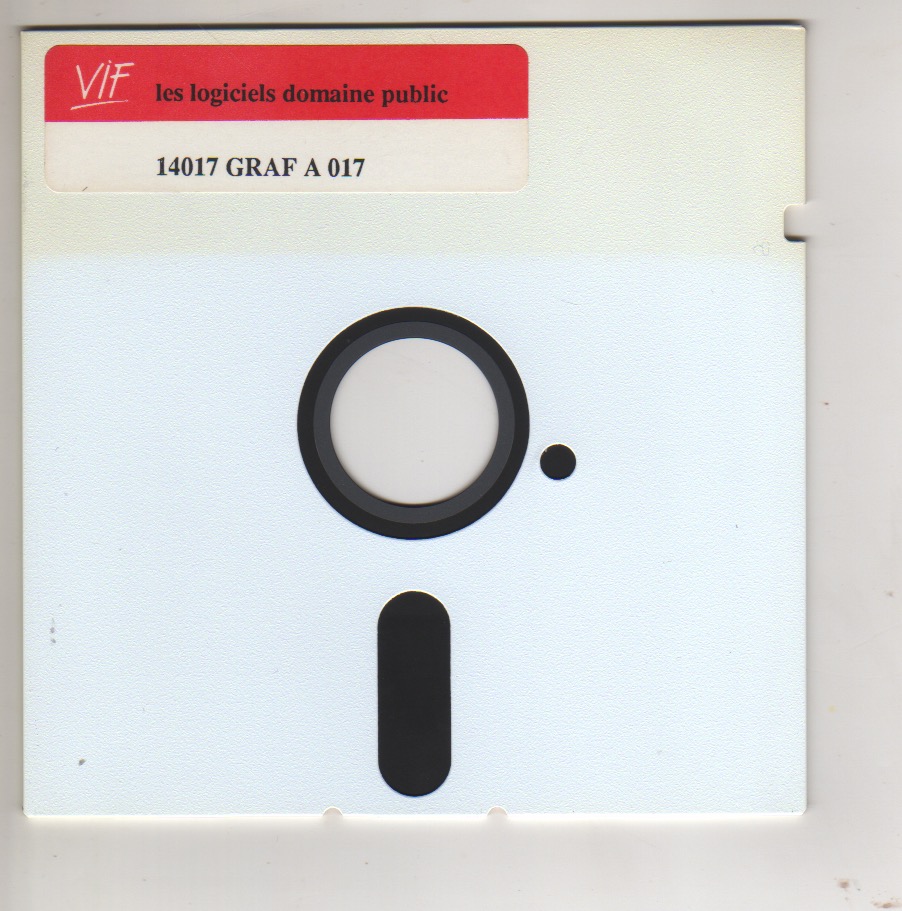 VIF
les logiciels domaine public
14017 GRAF A 017